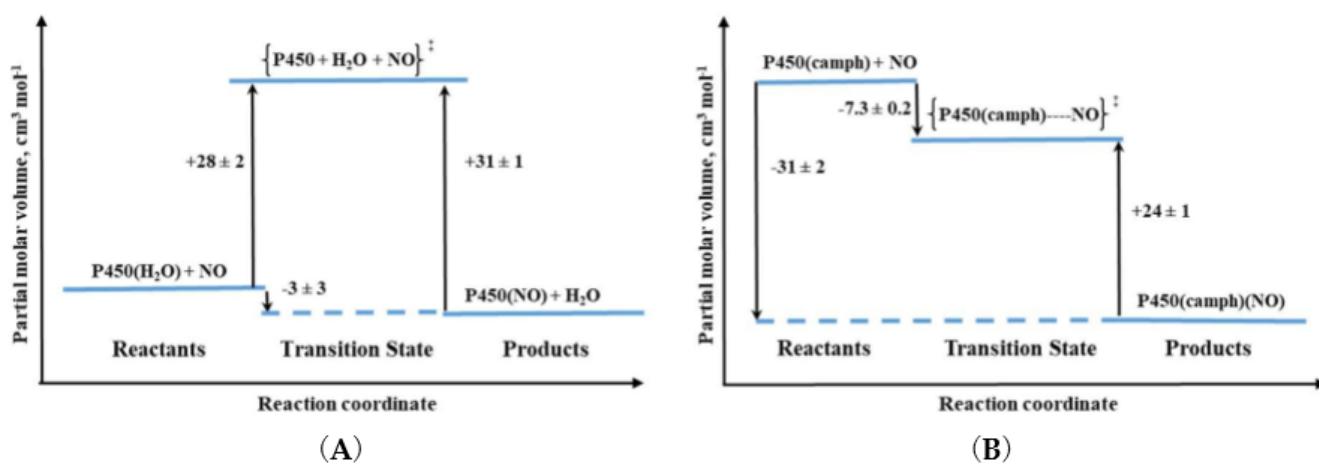 Partial molar volume, cm³ mol⁻¹
{P450 + H₂O + NO}‡
+28 ± 2
+31 ± 1
P450(H₂O) + NO
-3 ± 3
P450(NO) + H₂O
Reactants
Transition State
Products
Reaction coordinate
(A)
Partial molar volume, cm³ mol⁻¹
P450(camph) + NO
-7.3 ± 0.2
{P450(camph)----NO}‡
-31 ± 2
+24 ± 1
P450(camph)(NO)
Reactants
Transition State
Products
Reaction coordinate
(B)